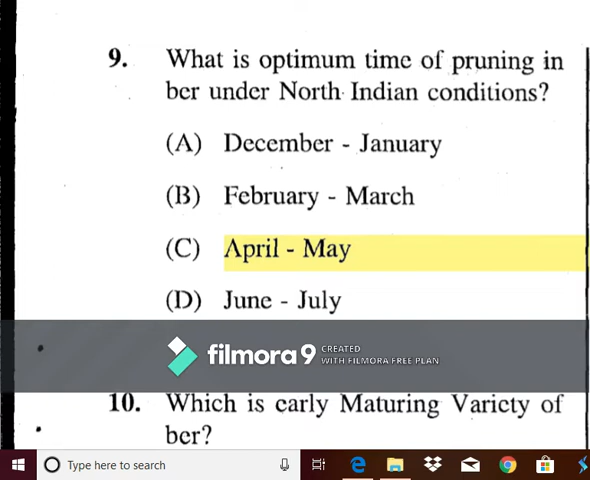 9. What is optimum time of pruning in
ber under North Indian conditions?
(A) December - January
(B) February - March
(C) April - May
(D) June - July
filmora9 CREATED
WITH FILMORA FREE PLAN
10. Which is early Maturing Variety of
ber?
Type here to search